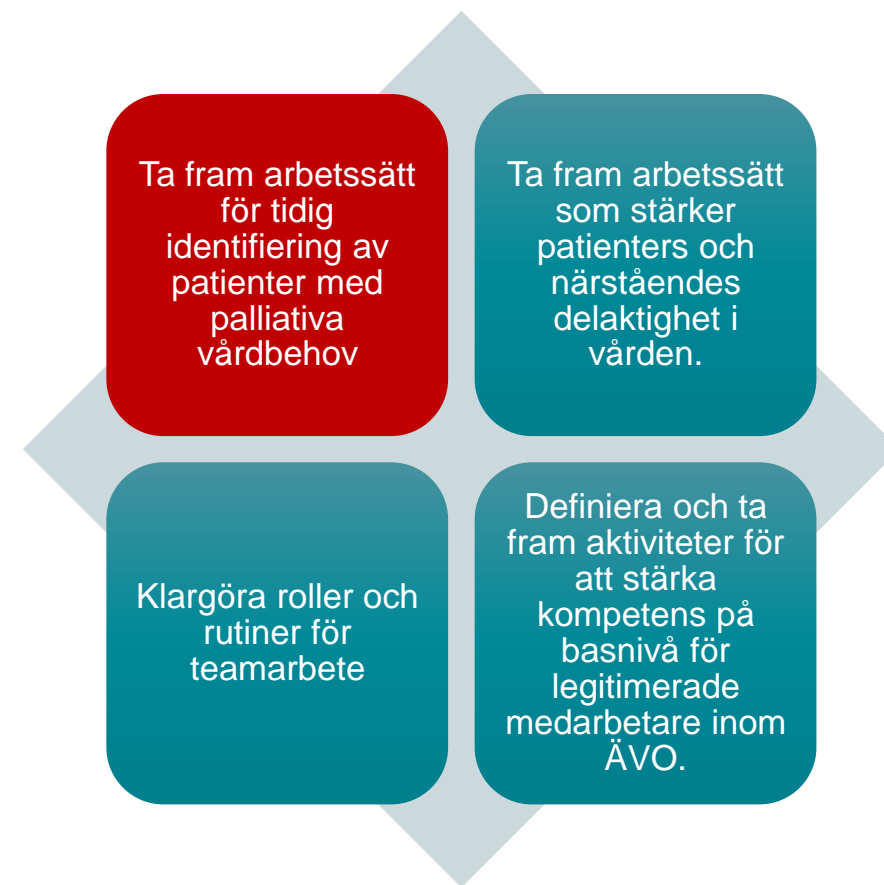 Ta fram arbetssätt
för tidig
identifiering av
patienter med
palliativa
vårdbehov
Ta fram arbetssätt
som stärker
patienters och
närståendes
delaktighet i
vården.
Klargöra roller och
rutiner för
teamarbete
Definiera och ta
fram aktiviteter för
att stärka
kompetens på
basnivå för
legitimerade
medarbetare inom
ÄVO.